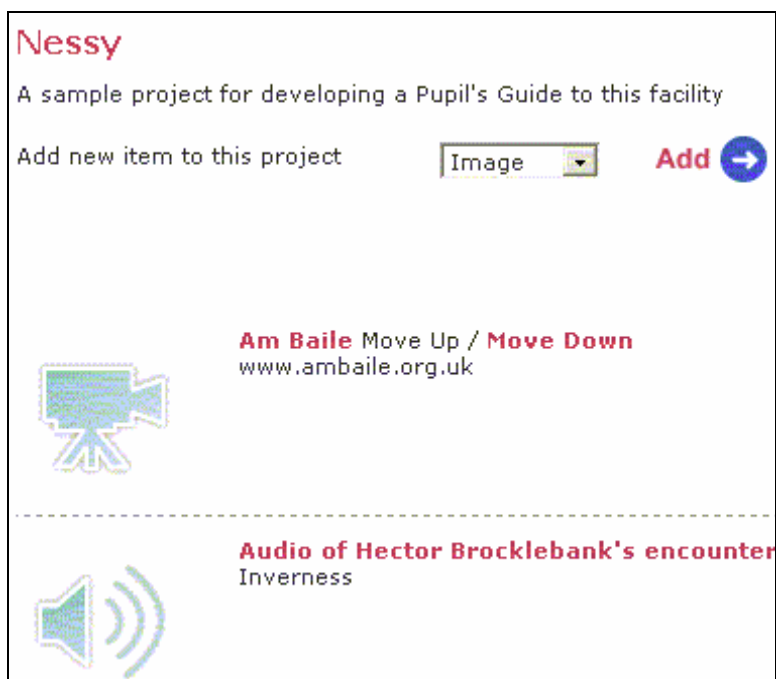 Nessy
A sample project for developing a Pupil's Guide to this facility
Add new item to this project Image Add
Am Baile Move Up / Move Down
www.ambaile.org.uk
Audio of Hector Brocklebank's encounter
Inverness